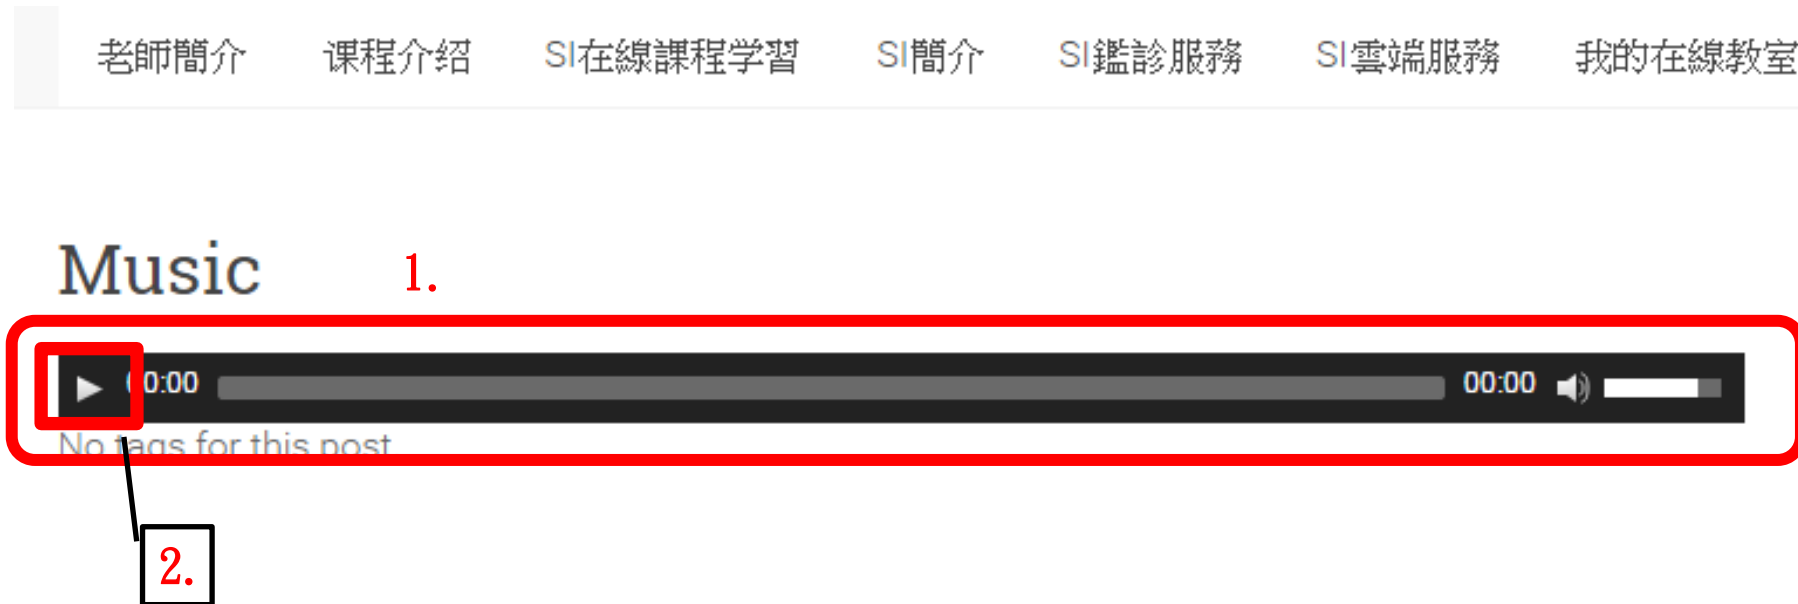 老師簡介 课程介绍 SI在線課程学習 SI簡介 SI鑑診服務 SI雲端服務 我的在線教室
Music 1.
00:00 00:00
No tags for this post
2.